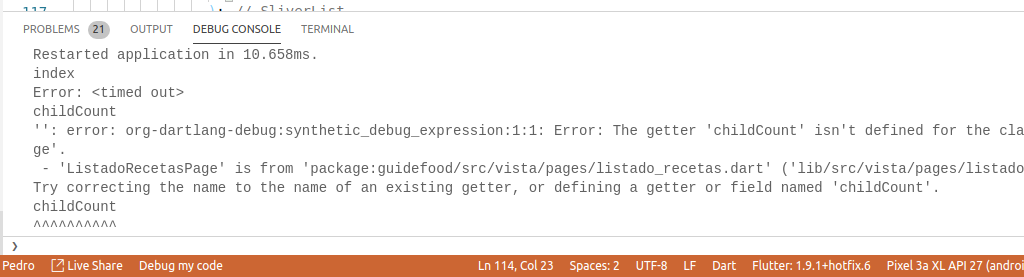 117 ); // SliverList
PROBLEMS 21 OUTPUT DEBUG CONSOLE TERMINAL
Restarted application in 10.658ms.
index
Error: <timed out>
childCount
'': error: org-dartlang-debug:synthetic_debug_expression:1:1: Error: The getter 'childCount' isn't defined for the cla
ge'.
- 'ListadoRecetasPage' is from 'package:guidefood/src/vista/pages/listado_recetas.dart' ('lib/src/vista/pages/listado
Try correcting the name to the name of an existing getter, or defining a getter or field named 'childCount'.
childCount
^^^^^^^^^^
❯
Pedro Live Share Debug my code Ln 114, Col 23 Spaces: 2 UTF-8 LF Dart Flutter: 1.9.1+hotfix.6 Pixel 3a XL API 27 (androi